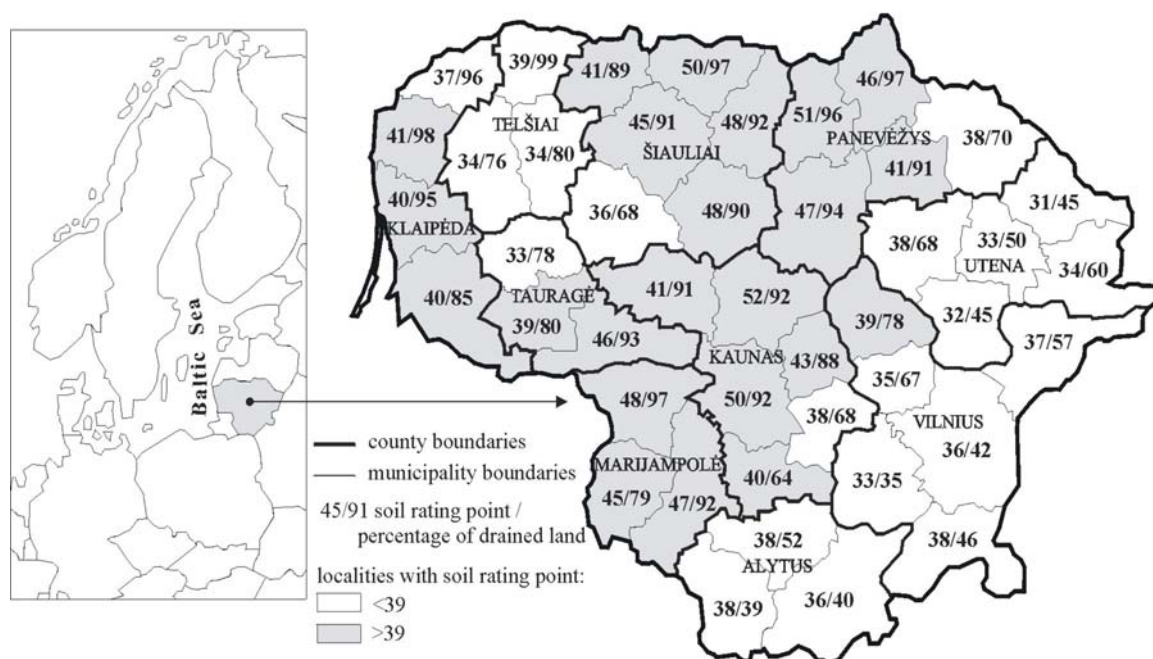 Baltic Sea
39/99
37/96
41/89
50/97
46/97
51/96
45/91
48/92
TELŠIAI
41/98
34/76
34/80
ŠIAULIAI
PANEVĖŽYS
38/70
41/91
40/95
KLAIPĖDA
36/68
48/90
47/94
31/45
38/68
33/50
UTENA
34/60
33/78
40/85
TAURAGĖ
39/80
41/91
52/92
39/78
32/45
37/57
46/93
KAUNAS
43/88
35/67
48/97
50/92
38/68
VILNIUS
36/42
MARIJAMPOLĖ
45/79
47/92
40/64
33/35
38/52
ALYTUS
38/46
38/39
36/40
county boundaries
municipality boundaries
45/91 soil rating point /
percentage of drained land
localities with soil rating point:
<39
>39